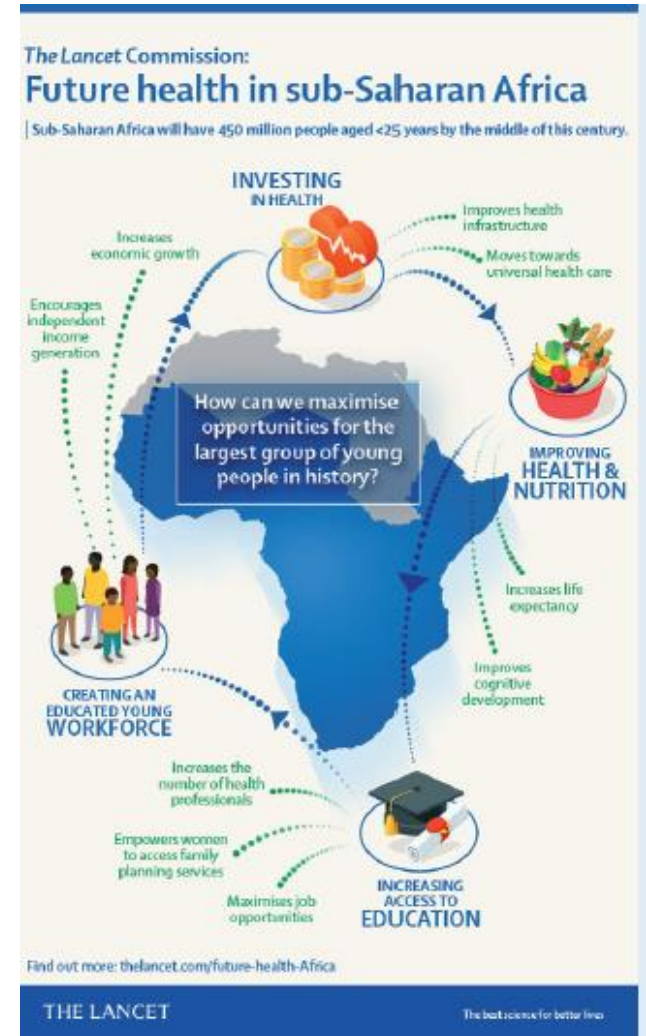 The Lancet Commission:
Future health in sub-Saharan Africa
Sub-Saharan Africa will have 450 million people aged <25 years by the middle of this century.
INVESTING
IN HEALTH
Improves health
infrastructure
Moves towards
universal health care
Increases
economic growth
Encourages
independent
income
generation
How can we maximise
opportunities for the
largest group of young
people in history?
IMPROVING
HEALTH &
NUTRITION
Increases life
expectancy
Improves
cognitive
development
CREATING AN
EDUCATED YOUNG
WORKFORCE
Increases the
number of health
professionals
Empowers women
to access family
planning services
Maximises job
opportunities
INCREASING
ACCESS TO
EDUCATION
Find out more: thelancet.com/future-health-Africa
THE LANCET
The best science for better lives